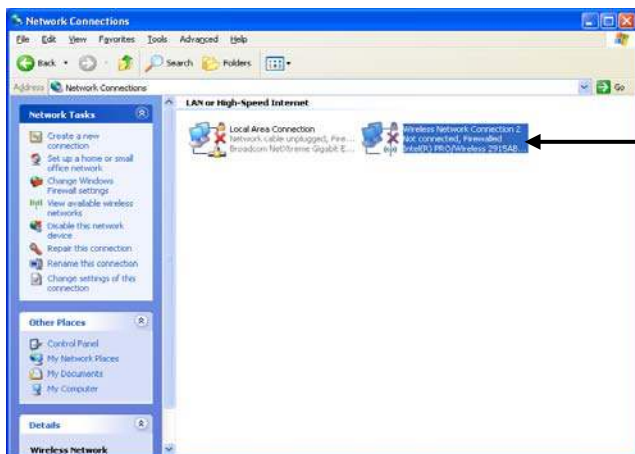 Network Connections
File Edit View Favorites Tools Advanced Help
Back Search Folders
Address Network Connections Go
Network Tasks
Create a new
connection
Set up a home or small
office network
Change Windows
Firewall settings
View available wireless
networks
Disable this network
device
Repair this connection
Rename this connection
Change settings of this
connection
Other Places
Control Panel
My Network Places
My Documents
My Computer
Details
Wireless Network
LAN or High-Speed Internet
Local Area Connection
Network cable unplugged, Fire...
Broadcom NetXtreme Gigabit E...
Wireless Network Connection 2
Not connected, Firewalled
Intel(R) PRO/Wireless 2915AB...